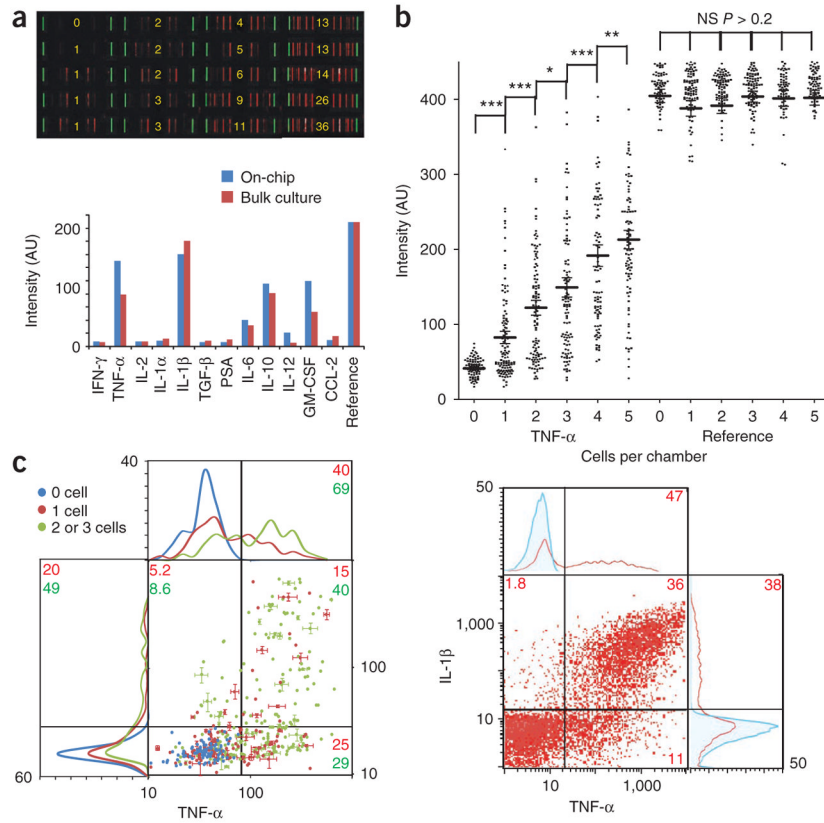 a
0 2 4 13
1 2 5 13
1 2 6 14
1 3 9 26
1 3 11 36
On-chip
Bulk culture
200
100
0
Intensity (AU)
IFN-γ
TNF-α
IL-2
IL-1α
IL-1β
TGF-β
PSA
IL-6
IL-10
IL-12
GM-CSF
CCL-2
Reference
b
NS P > 0.2
*** *** * *** **
400
300
200
100
0
Intensity (AU)
0 1 2 3 4 5 0 1 2 3 4 5
TNF-α Reference
Cells per chamber
c
0 cell
1 cell
2 or 3 cells
40
40
69
20
49
5.2
8.6
15
40
100
25
29
10
60
10 100
TNF-α
50
47
1.8
36
38
1,000
10
IL-1β
11
50
10 1,000
TNF-α